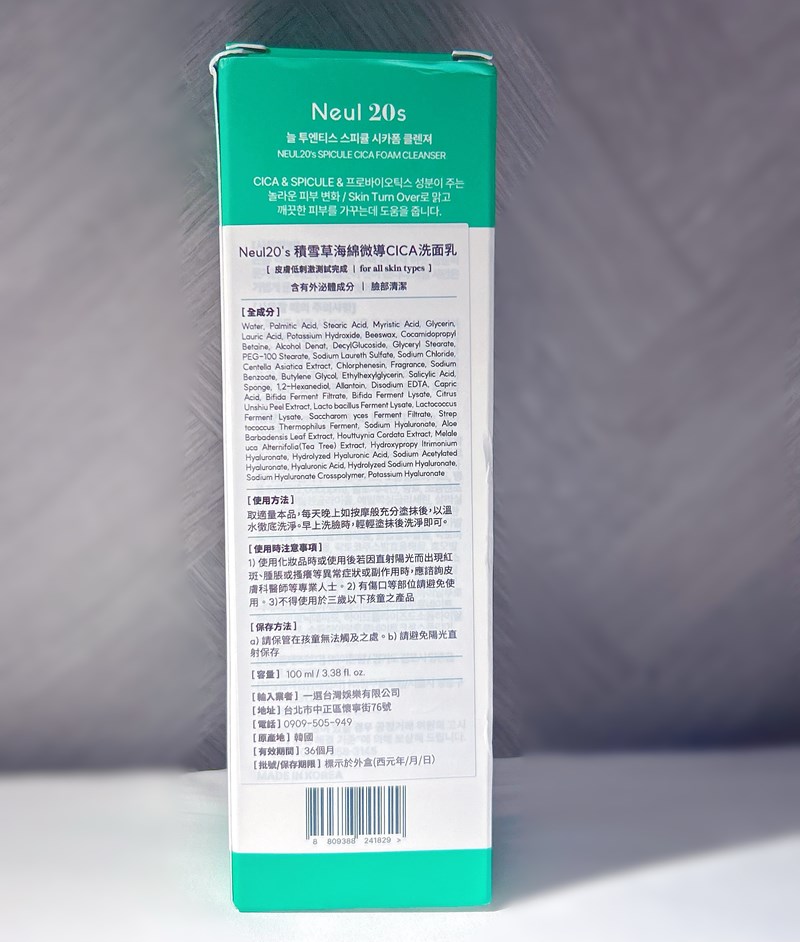 Neul 20s
늘 투엔티스 스피큘 시카폼 클렌져
NEUL20's SPICULE CICA FOAM CLEANSER
CICA & SPICULE & 프로바이오틱스 성분이 주는
놀라운 피부 변화 / Skin Turn Over로 맑고
깨끗한 피부를 가꾸는데 도움을 줍니다.
Neul20's 積雪草海綿微導CICA洗面乳
[ 皮膚低刺激測試完成 | for all skin types ]
含有外泌體成分 | 臉部清潔
[全成分]
Water, Palmitic Acid, Stearic Acid, Myristic Acid, Glycerin,
Lauric Acid, Potassium Hydroxide, Beeswax, Cocamidopropyl
Betaine, Alcohol Denat, DecylGlucoside, Glyceryl Stearate,
PEG-100 Stearate, Sodium Laureth Sulfate, Sodium Chloride,
Centella Asiatica Extract, Chlorphenesin, Fragrance, Sodium
Benzoate, Butylene Glycol, Ethylhexylglycerin, Salicylic Acid,
Sponge, 1,2-Hexanediol, Allantoin, Disodium EDTA, Capric
Acid, Bifida Ferment Filtrate, Bifida Ferment Lysate, Citrus
Unshiu Peel Extract, Lacto bacillus Ferment Lysate, Lactococcus
Ferment Lysate, Saccharom yces Ferment Filtrate, Strep
tococcus Thermophilus Ferment, Sodium Hyaluronate, Aloe
Barbadensis Leaf Extract, Houttuynia Cordata Extract, Melale
uca Alternifolia(Tea Tree) Extract, Hydroxypropy ltrimonium
Hyaluronate, Hydrolyzed Hyaluronic Acid, Sodium Acetylated
Hyaluronate, Hyaluronic Acid, Hydrolyzed Sodium Hyaluronate,
Sodium Hyaluronate Crosspolymer, Potassium Hyaluronate
[使用方法]
取適量本品，每天晚上如按摩般充分塗抹後，以溫
水徹底洗淨。早上洗臉時，輕輕塗抹後洗淨即可。
[使用時注意事項]
1) 使用化妝品時或使用後若因直射陽光而出現紅
斑、腫脹或搔癢等異常症狀或副作用時，應諮詢皮
膚科醫師等專業人士。2) 有傷口等部位請避免使
用。3)不得使用於三歲以下孩童之產品
[保存方法]
a) 請保管在孩童無法觸及之處。b) 請避免陽光直
射保存
[容量] 100 ml / 3.38 fl. oz.
[輸入業者] 一選台灣娛樂有限公司
[地址] 台北市中正區懷寧街76號
[電話] 0909-505-949
[原產地] 韓國
[有效期間] 36個月
[批號/保存期限] 標示於外盒(西元年/月/日)
MADE IN KOREA
8 809388 241829 >